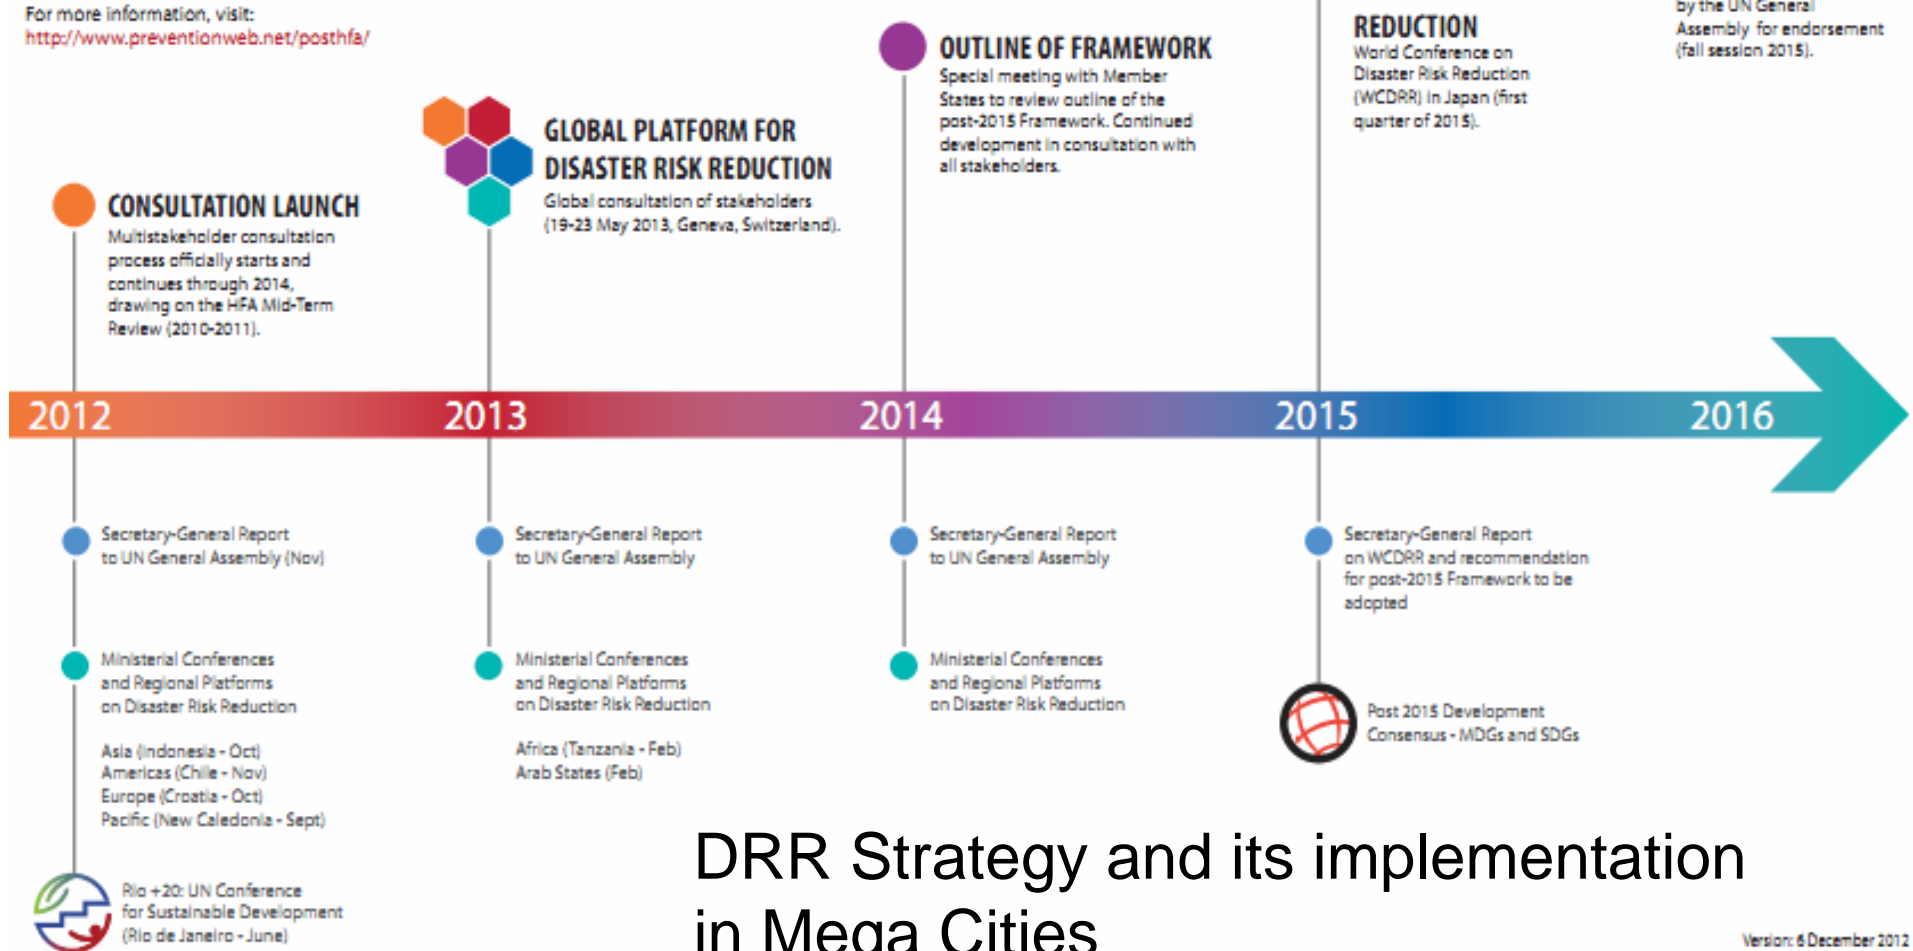 For more information, visit:
http://www.preventionweb.net/posthfa/
OUTLINE OF FRAMEWORK
Special meeting with Member
States to review outline of the
post-2015 Framework. Continued
development in consultation with
all stakeholders.
REDUCTION
World Conference on
Disaster Risk Reduction
(WCDRR) in Japan (first
quarter of 2015).
by the UN General
Assembly for endorsement
(fall session 2015).
GLOBAL PLATFORM FOR
DISASTER RISK REDUCTION
Global consultation of stakeholders
(19-23 May 2013, Geneva, Switzerland).
CONSULTATION LAUNCH
Multistakeholder consultation
process officially starts and
continues through 2014,
drawing on the HFA Mid-Term
Review (2010-2011).
2012
2013
2014
2015
2016
Secretary-General Report
to UN General Assembly (Nov)
Ministerial Conferences
and Regional Platforms
on Disaster Risk Reduction
Asia (Indonesia - Oct)
Americas (Chile - Nov)
Europe (Croatia - Oct)
Pacific (New Caledonia - Sept)
Rio +20: UN Conference
for Sustainable Development
(Rio de Janeiro - June)
Secretary-General Report
to UN General Assembly
Ministerial Conferences
and Regional Platforms
on Disaster Risk Reduction
Africa (Tanzania - Feb)
Arab States (Feb)
Secretary-General Report
to UN General Assembly
Ministerial Conferences
and Regional Platforms
on Disaster Risk Reduction
Secretary-General Report
on WCDRR and recommendation
for post-2015 Framework to be
adopted
Post 2015 Development
Consensus - MDGs and SDGs
DRR Strategy and its implementation
in Mega Cities
Version: 6 December 2012